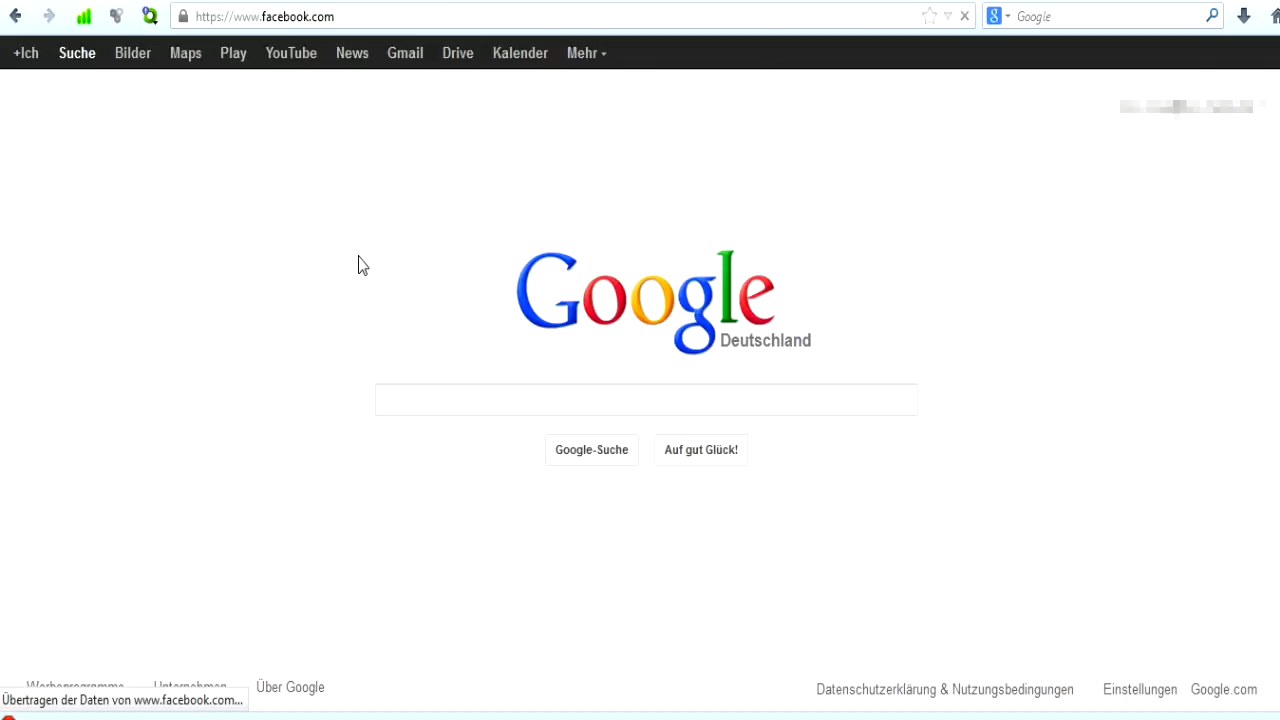 https://www.facebook.com
Google
+Ich Suche Bilder Maps Play YouTube News Gmail Drive Kalender Mehr
Google
Deutschland
Google-Suche Auf gut Glück!
Werbeprogramme Unternehmen Über Google
Datenschutzerklärung & Nutzungsbedingungen Einstellungen Google.com
Übertragen der Daten von www.facebook.com...